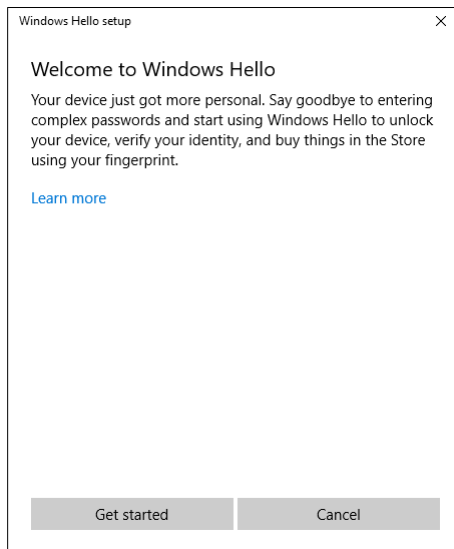 Windows Hello setup
Welcome to Windows Hello
Your device just got more personal. Say goodbye to entering
complex passwords and start using Windows Hello to unlock
your device, verify your identity, and buy things in the Store
using your fingerprint.
Learn more
Get started
Cancel